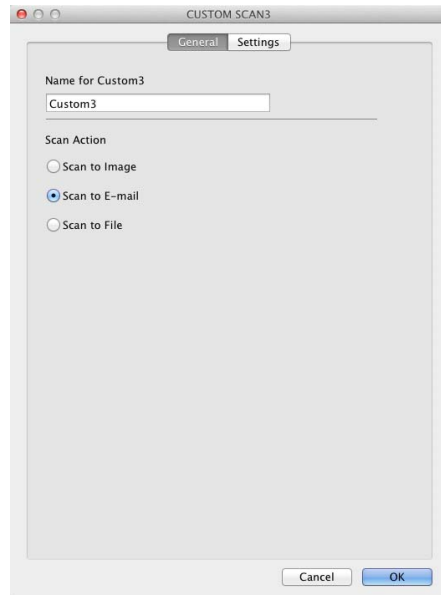 CUSTOM SCAN3
General Settings
Name for Custom3
Custom3
Scan Action
Scan to Image
Scan to E-mail
Scan to File
Cancel OK